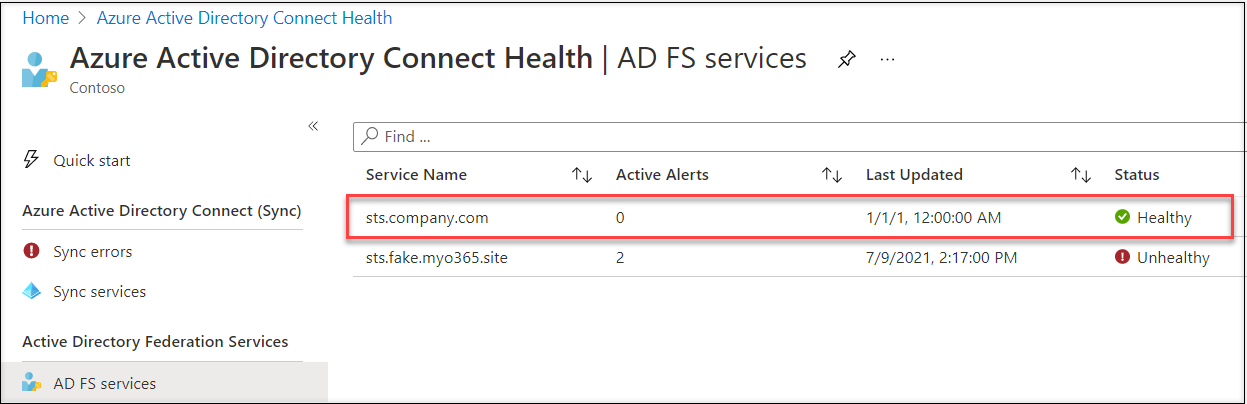 Home > Azure Active Directory Connect Health
Azure Active Directory Connect Health | AD FS services
Contoso
Quick start
Azure Active Directory Connect (Sync)
Sync errors
Sync services
Active Directory Federation Services
AD FS services
Find ...
Service Name Active Alerts Last Updated Status
sts.company.com 0 1/1/1, 12:00:00 AM Healthy
sts.fake.myo365.site 2 7/9/2021, 2:17:00 PM Unhealthy